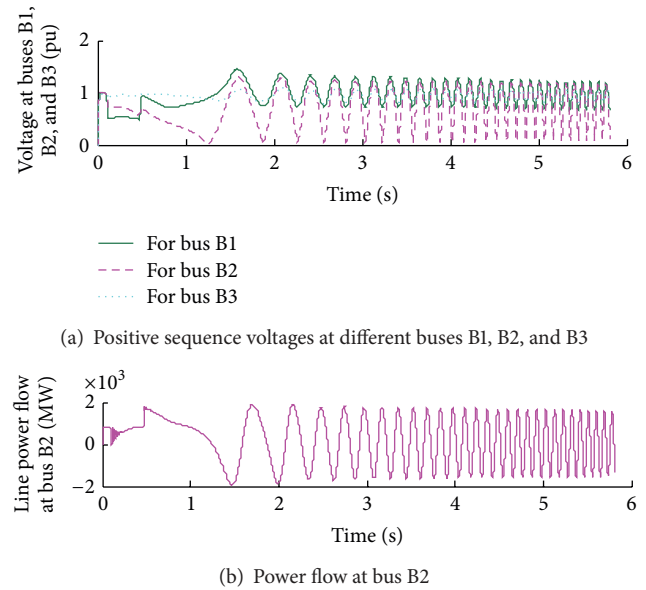 Voltage at buses B1,
B2, and B3 (pu)
2
1
0
0 1 2 3 4 5 6
Time (s)
For bus B1
For bus B2
For bus B3
(a) Positive sequence voltages at different buses B1, B2, and B3
×10³
Line power flow
at bus B2 (MW)
2
0
−2
0 1 2 3 4 5 6
Time (s)
(b) Power flow at bus B2